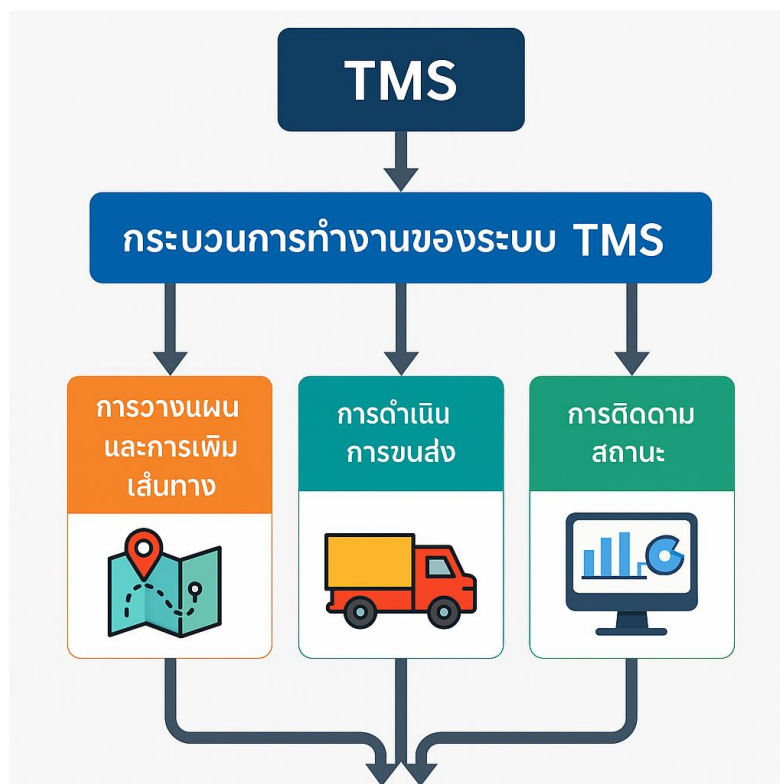 TMS
กระบวนการทำงานของระบบ TMS
การวางแผน
และการเพิ่ม
เส้นทาง
การดำเนิน
การขนส่ง
การติดตาม
สถานะ